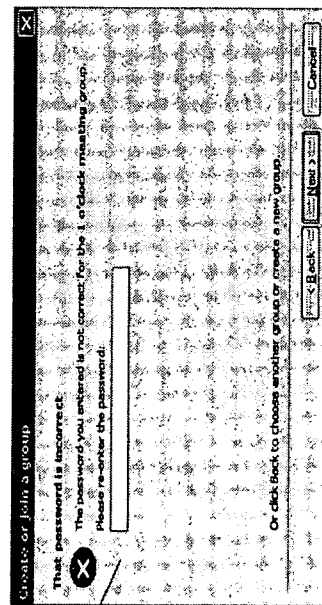 Create or join a group
That password is incorrect
The password you entered is not correct for the 1 o'clock meeting group.
Please re-enter the password:
Or click Back to choose another group or create a new group.
< Back
Next >
Cancel